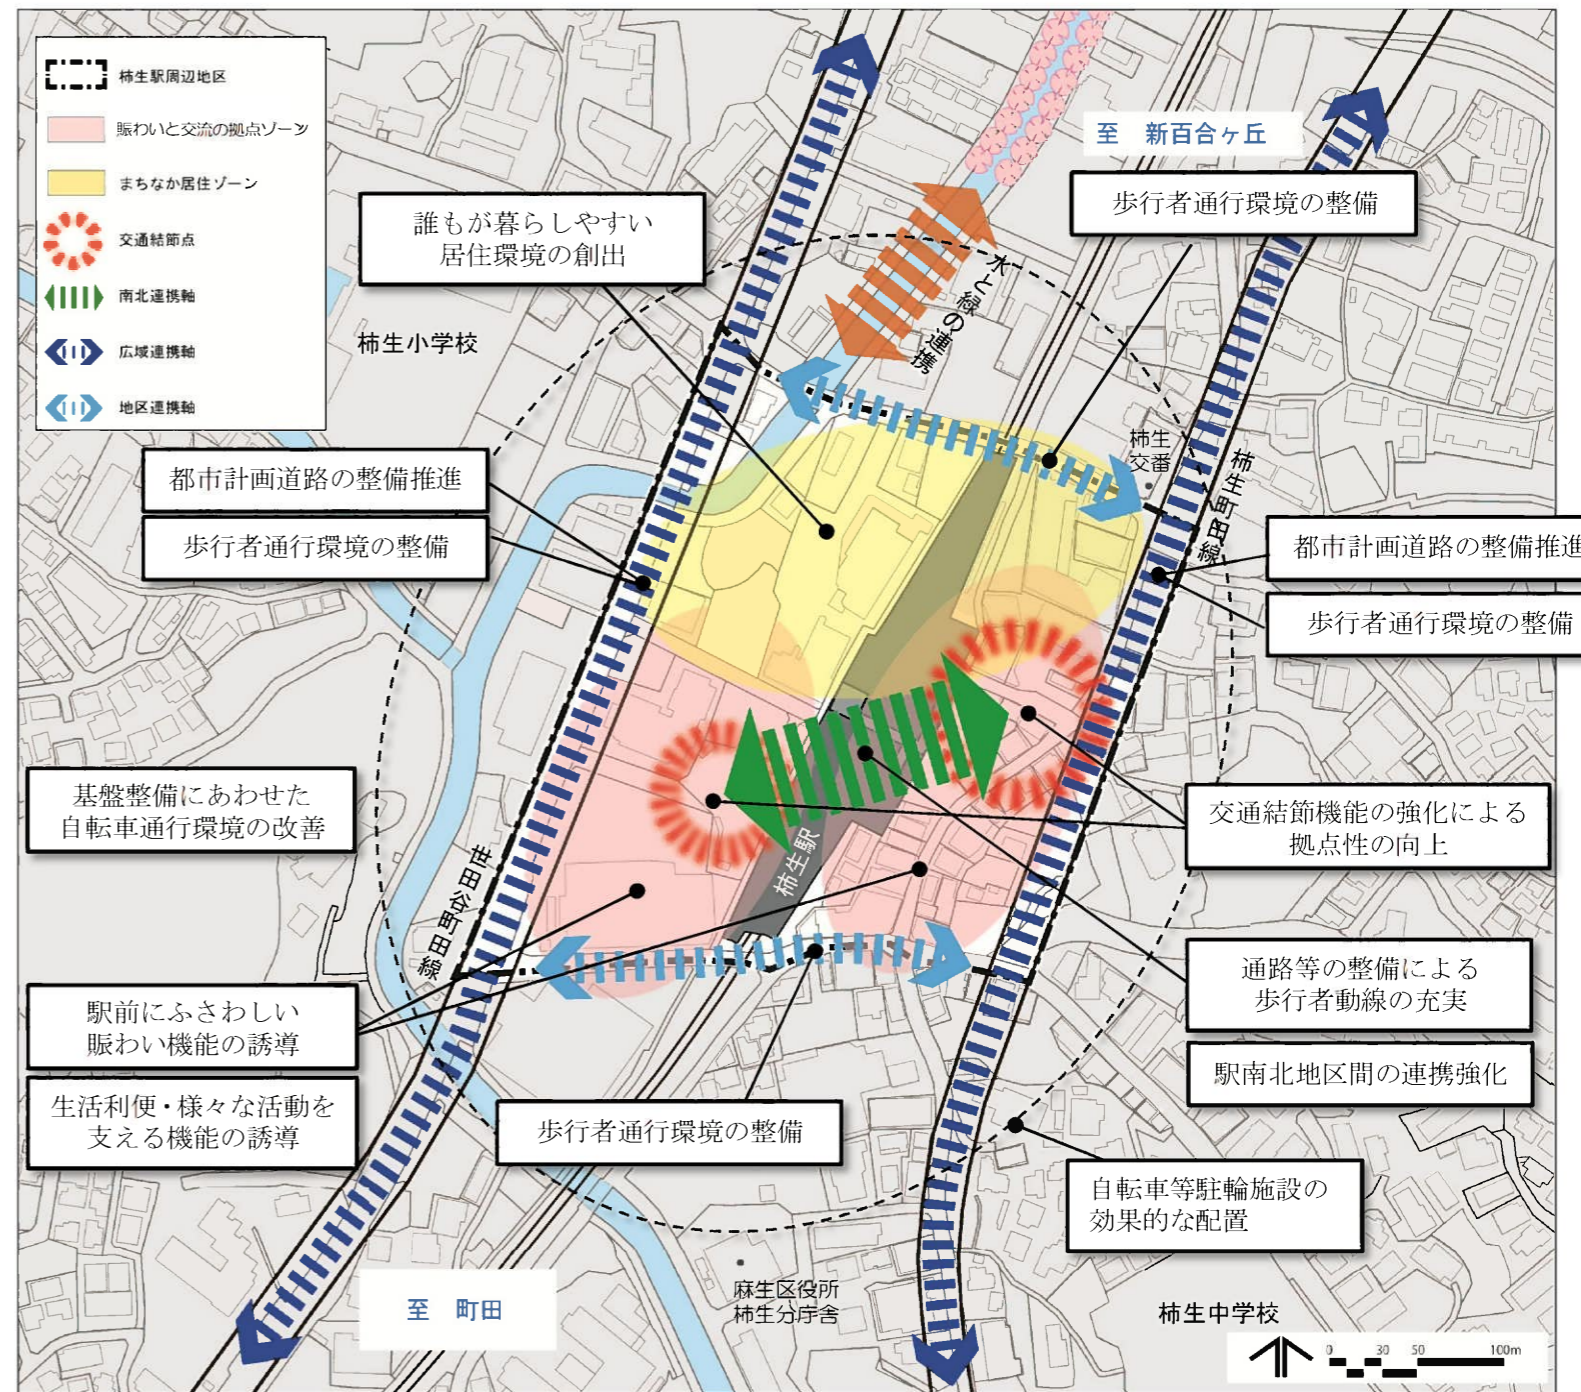 柿生駅周辺地区
賑わいと交流の拠点ゾーン
まちなか居住ゾーン
交通結節点
南北連携軸
広域連携軸
地区連携軸
至 新百合ヶ丘
歩行者通行環境の整備
誰もが暮らしやすい
居住環境の創出
水と緑の連携
柿生小学校
柿生
交番
柿生町田線
都市計画道路の整備推進
歩行者通行環境の整備
都市計画道路の整備推進
歩行者通行環境の整備
基盤整備にあわせた
自転車通行環境の改善
交通結節機能の強化による
拠点性の向上
柿生駅
世田谷町田線
通路等の整備による
歩行者動線の充実
駅南北地区間の連携強化
駅前にふさわしい
賑わい機能の誘導
生活利便・様々な活動を
支える機能の誘導
歩行者通行環境の整備
自転車等駐輪施設の
効果的な配置
至 町田
麻生区役所
柿生分庁舎
柿生中学校
0 30 50 100m